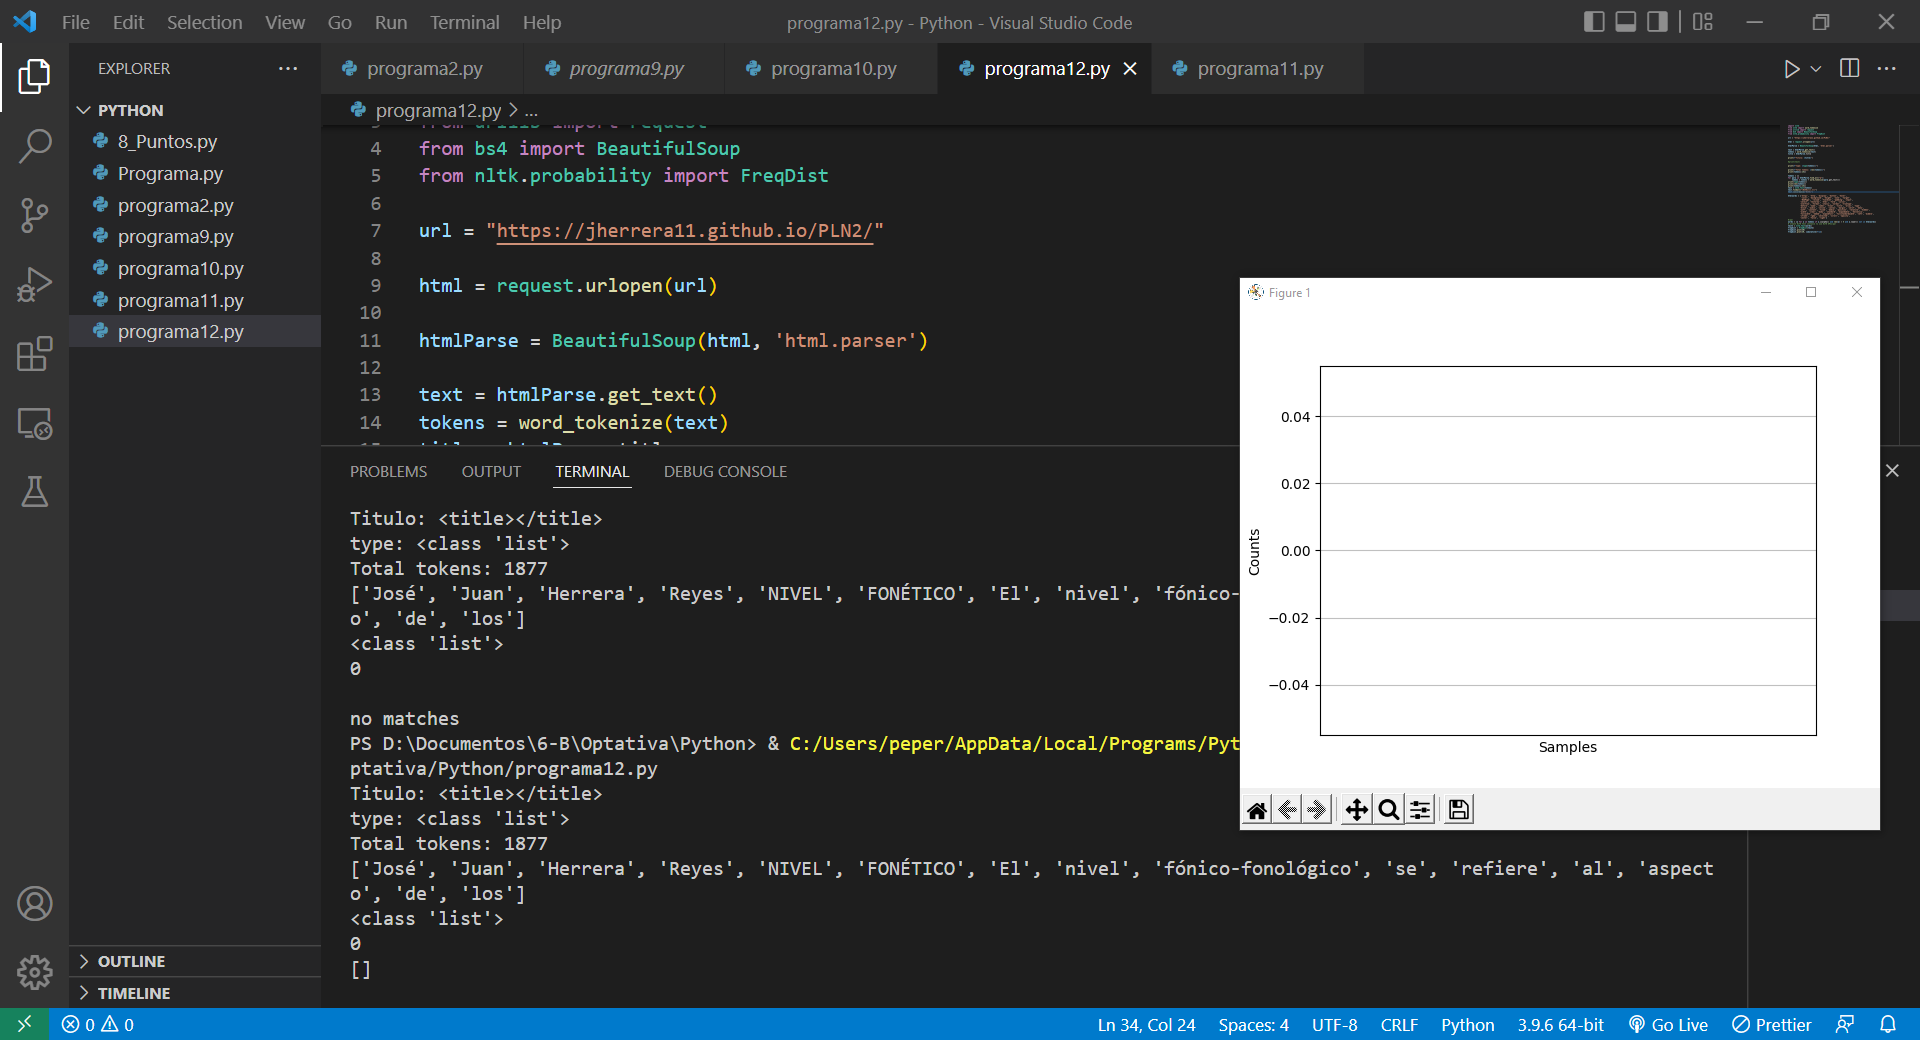 File Edit Selection View Go Run Terminal Help
programa12.py - Python - Visual Studio Code
EXPLORER
programa2.py
programa9.py
programa10.py
programa12.py
programa11.py
PYTHON
8_Puntos.py
Programa.py
programa2.py
programa9.py
programa10.py
programa11.py
programa12.py
OUTLINE
TIMELINE
programa12.py > ...
4 from bs4 import BeautifulSoup
5 from nltk.probability import FreqDist
6
7 url = "https://jherrera11.github.io/PLN2/"
8
9 html = request.urlopen(url)
10
11 htmlParse = BeautifulSoup(html, 'html.parser')
12
13 text = htmlParse.get_text()
14 tokens = word_tokenize(text)
PROBLEMS OUTPUT TERMINAL DEBUG CONSOLE
Titulo: <title></title>
type: <class 'list'>
Total tokens: 1877
['José', 'Juan', 'Herrera', 'Reyes', 'NIVEL', 'FONÉTICO', 'El', 'nivel', 'fónico-
o', 'de', 'los']
<class 'list'>
0
no matches
PS D:\Documentos\6-B\Optativa\Python> & C:/Users/peper/AppData/Local/Programs/Pyt
ptativa/Python/programa12.py
Titulo: <title></title>
type: <class 'list'>
Total tokens: 1877
['José', 'Juan', 'Herrera', 'Reyes', 'NIVEL', 'FONÉTICO', 'El', 'nivel', 'fónico-fonológico', 'se', 'refiere', 'al', 'aspect
o', 'de', 'los']
<class 'list'>
0
[]
Figure 1
0.04
0.02
0.00
−0.02
−0.04
Counts
Samples
0 0
Ln 34, Col 24 Spaces: 4 UTF-8 CRLF Python 3.9.6 64-bit Go Live Prettier